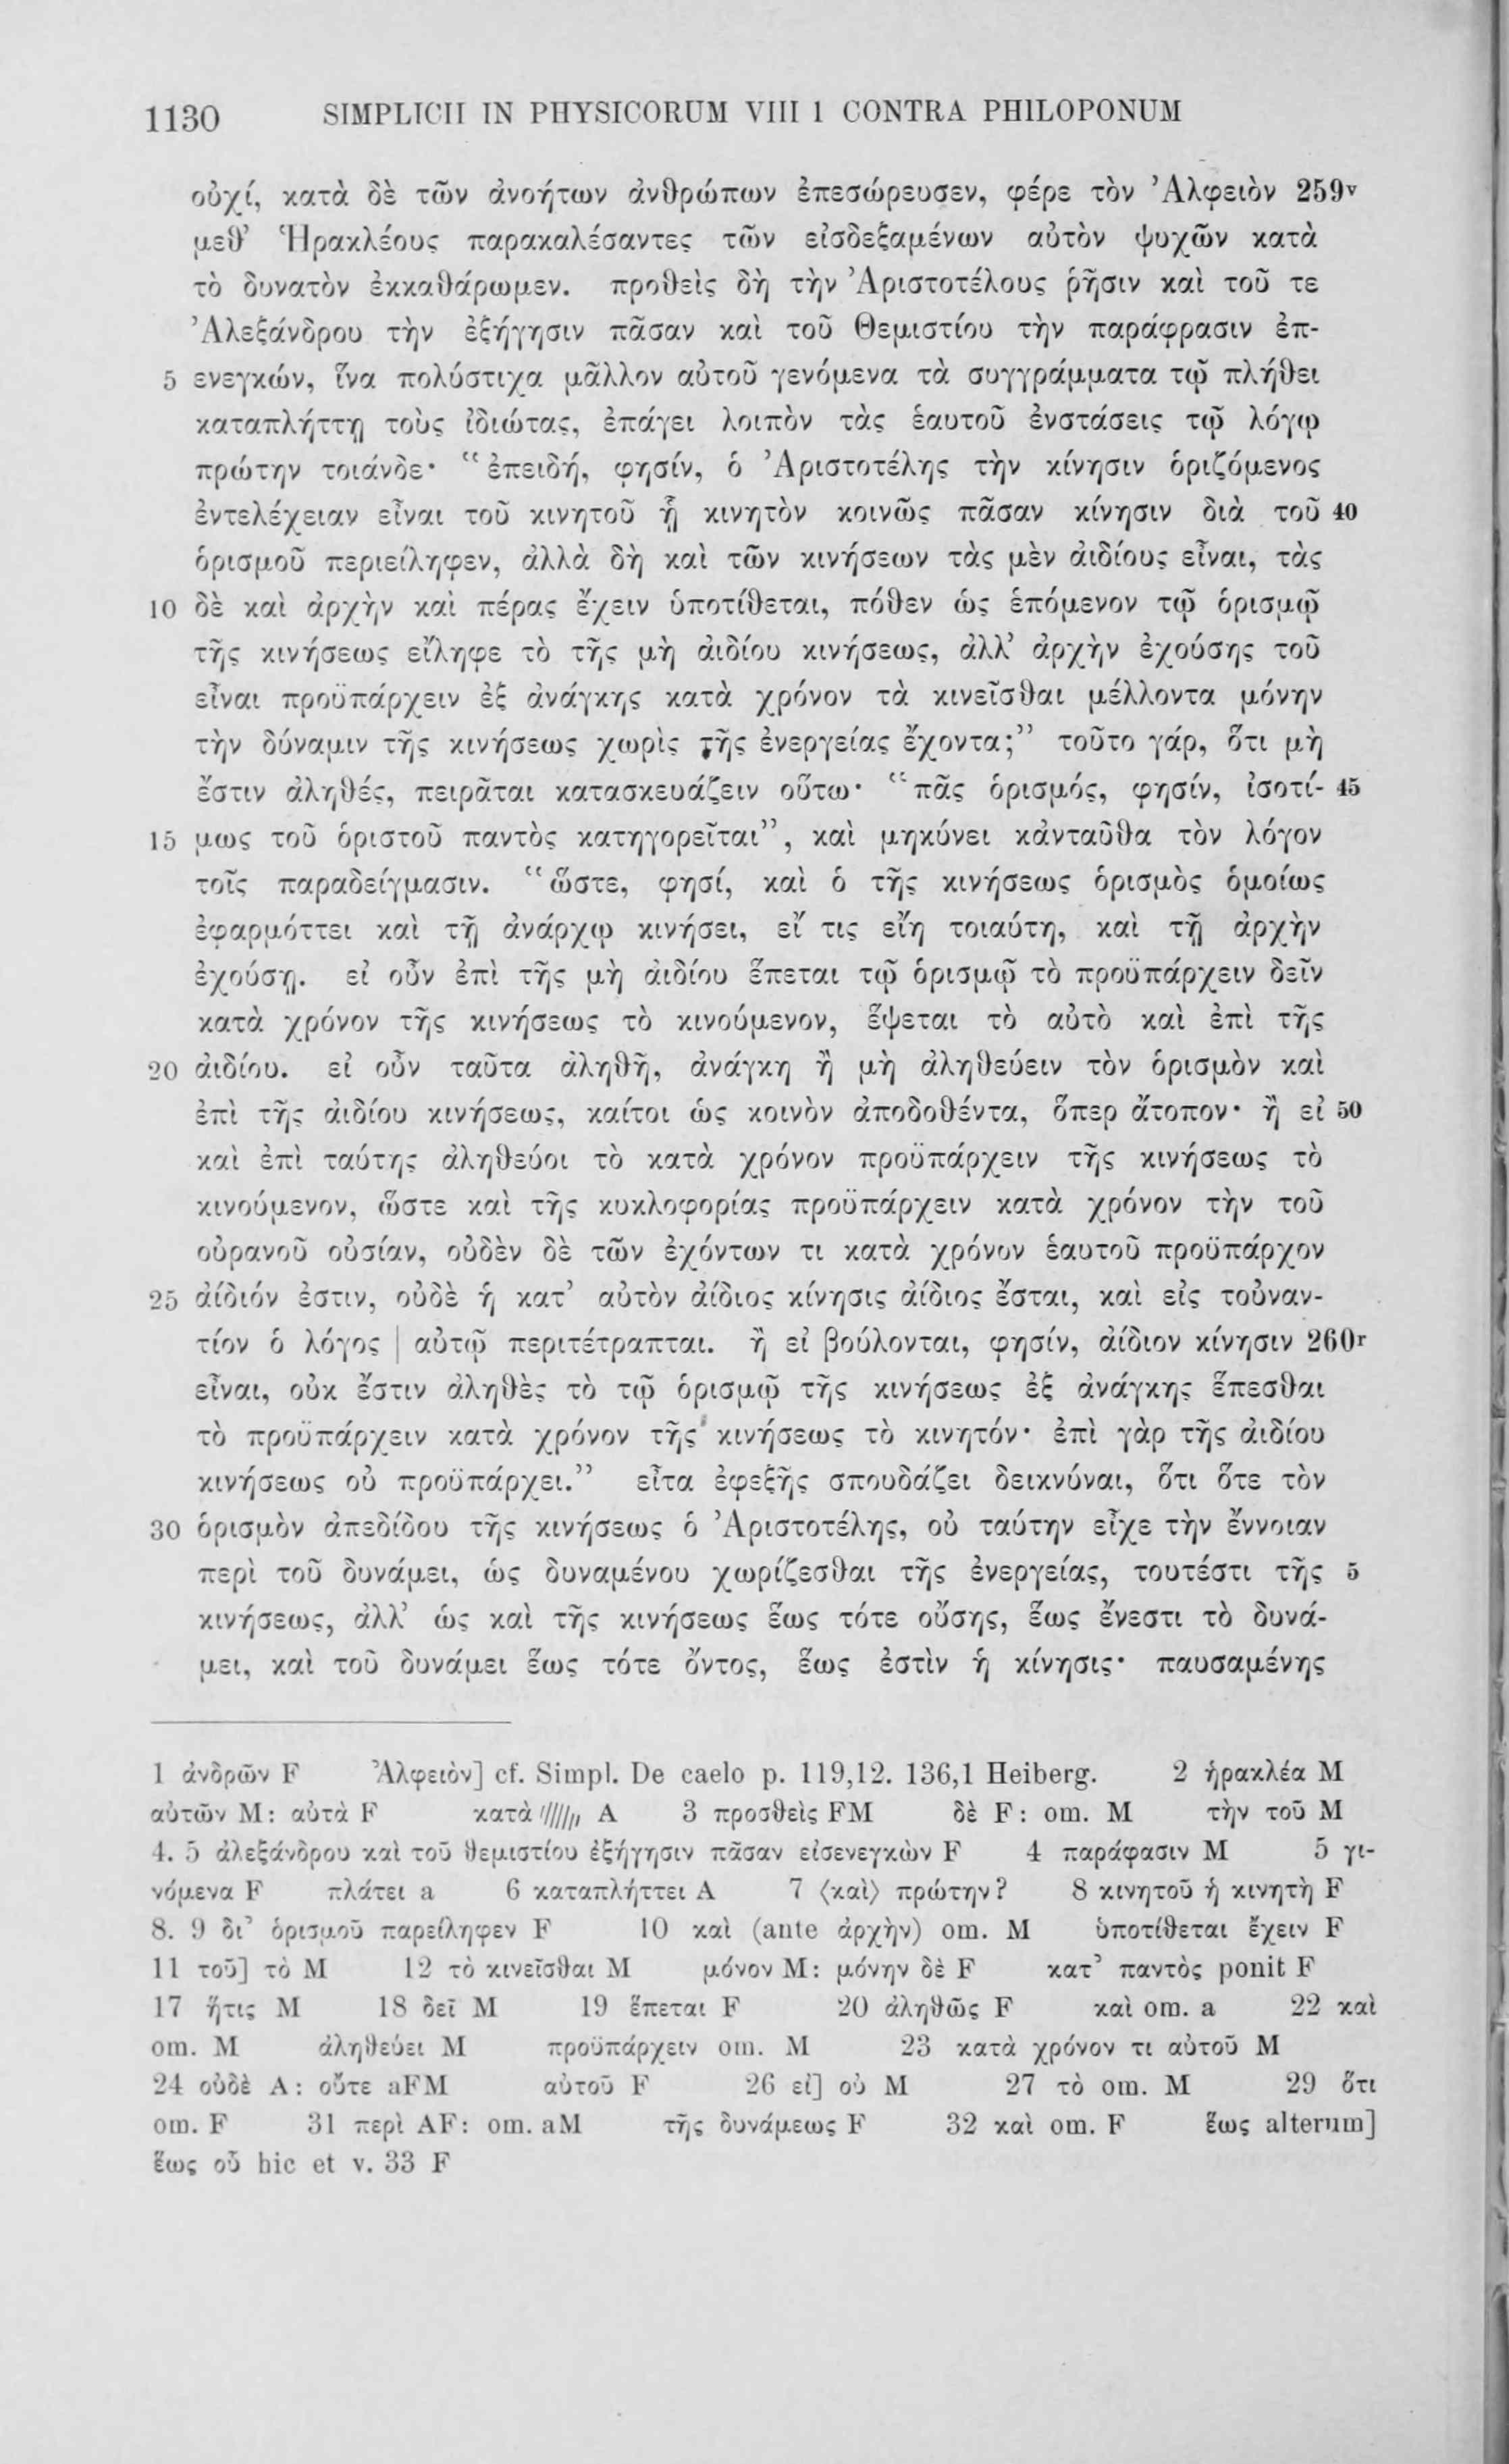 1130 SIMPLICII IN PHYSICORUM VIII 1 CONTRA PHILOPONUM
οὐχί, κατὰ δὲ τῶν ἀνοήτων ἀνθρώπων ἐπεσώρευσεν, φέρε τὸν Ἀλφειὸν 259v
μεθ’ Ἡρακλέους παρακαλέσαντες τῶν εἰσδεξαμένων αὐτὸν ψυχῶν κατὰ
τὸ δυνατὸν ἐκκαθάρωμεν. προθεὶς δὴ τὴν Ἀριστοτέλους ῥῆσιν καὶ τοῦ τε
Ἀλεξάνδρου τὴν ἐξήγησιν πᾶσαν καὶ τοῦ Θεμιστίου τὴν παράφρασιν ἐπ-
5 ενεγκών, ἵνα πολύστιχα μᾶλλον αὐτοῦ γενόμενα τὰ συγγράμματα τῷ πλήθει
καταπλήττῃ τοὺς ἰδιώτας, ἐπάγει λοιπὸν τὰς ἑαυτοῦ ἐνστάσεις τῷ λόγῳ
πρώτην τοιάνδε· “ἐπειδή, φησίν, ὁ Ἀριστοτέλης τὴν κίνησιν ὁριζόμενος
ἐντελέχειαν εἶναι τοῦ κινητοῦ ᾗ κινητὸν κοινῶς πᾶσαν κίνησιν διὰ τοῦ 40
ὁρισμοῦ περιείληφεν, ἀλλὰ δὴ καὶ τῶν κινήσεων τὰς μὲν ἀιδίους εἶναι, τὰς
10 δὲ καὶ ἀρχὴν καὶ πέρας ἔχειν ὑποτίθεται, πόθεν ὡς ἑπόμενον τῷ ὁρισμῷ
τῆς κινήσεως εἴληφε τὸ τῆς μὴ ἀιδίου κινήσεως, ἀλλ’ ἀρχὴν ἐχούσης τοῦ
εἶναι προϋπάρχειν ἐξ ἀνάγκης κατὰ χρόνον τὰ κινεῖσθαι μέλλοντα μόνην
τὴν δύναμιν τῆς κινήσεως χωρὶς τῆς ἐνεργείας ἔχοντα;” τοῦτο γάρ, ὅτι μὴ
ἔστιν ἀληθές, πειρᾶται κατασκευάζειν οὕτω· “πᾶς ὁρισμός, φησίν, ἰσοτί- 45
15 μως τοῦ ὁριστοῦ παντὸς κατηγορεῖται”, καὶ μηκύνει κἀνταῦθα τὸν λόγον
τοῖς παραδείγμασιν. “ὥστε, φησί, καὶ ὁ τῆς κινήσεως ὁρισμὸς ὁμοίως
ἐφαρμόττει καὶ τῇ ἀνάρχῳ κινήσει, εἴ τις εἴη τοιαύτη, καὶ τῇ ἀρχὴν
ἐχούσῃ. εἰ οὖν ἐπὶ τῆς μὴ ἀιδίου ἕπεται τῷ ὁρισμῷ τὸ προϋπάρχειν δεῖν
κατὰ χρόνον τῆς κινήσεως τὸ κινούμενον, ἕψεται τὸ αὐτὸ καὶ ἐπὶ τῆς
20 ἀιδίου. εἰ οὖν ταῦτα ἀληθῆ, ἀνάγκη ἢ μὴ ἀληθεύειν τὸν ὁρισμὸν καὶ
ἐπὶ τῆς ἀιδίου κινήσεως, καίτοι ὡς κοινὸν ἀποδοθέντα, ὅπερ ἄτοπον· ἢ εἰ 50
καὶ ἐπὶ ταύτης ἀληθεύοι τὸ κατὰ χρόνον προϋπάρχειν τῆς κινήσεως τὸ
κινούμενον, ὥστε καὶ τῆς κυκλοφορίας προϋπάρχειν κατὰ χρόνον τὴν τοῦ
οὐρανοῦ οὐσίαν, οὐδὲν δὲ τῶν ἐχόντων τι κατὰ χρόνον ἑαυτοῦ προϋπάρχον
25 ἀίδιόν ἐστιν, οὐδὲ ἡ κατ’ αὐτὸν ἀίδιος κίνησις ἀίδιος ἔσται, καὶ εἰς τοὐναν-
τίον ὁ λόγος | αὐτῷ περιτέτραπται. ἢ εἰ βούλονται, φησίν, ἀίδιον κίνησιν 260r
εἶναι, οὐκ ἔστιν ἀληθὲς τὸ τῷ ὁρισμῷ τῆς κινήσεως ἐξ ἀνάγκης ἕπεσθαι
τὸ προϋπάρχειν κατὰ χρόνον τῆς κινήσεως τὸ κινητόν· ἐπὶ γὰρ τῆς ἀιδίου
κινήσεως οὐ προϋπάρχει.” εἶτα ἐφεξῆς σπουδάζει δεικνύναι, ὅτι ὅτε τὸν
30 ὁρισμὸν ἀπεδίδου τῆς κινήσεως ὁ Ἀριστοτέλης, οὐ ταύτην εἶχε τὴν ἔννοιαν
περὶ τοῦ δυνάμει, ὡς δυναμένου χωρίζεσθαι τῆς ἐνεργείας, τουτέστι τῆς 5
κινήσεως, ἀλλ’ ὡς καὶ τῆς κινήσεως ἕως τότε οὔσης, ἕως ἔνεστι τὸ δυνά-
μει, καὶ τοῦ δυνάμει ἕως τότε ὄντος, ἕως ἐστὶν ἡ κίνησις· παυσαμένης
1 ἀνδρῶν F Ἀλφειὸν] cf. Simpl. De caelo p. 119,12. 136,1 Heiberg. 2 ἡρακλέα M
αὐτῶν M: αὐτὰ F κατὰ ////// A 3 προσθεὶς FM δὲ F: om. M τὴν τοῦ M
4. 5 ἀλεξάνδρου καὶ τοῦ θεμιστίου ἐξήγησιν πᾶσαν εἰσενεγκὼν F 4 παράφασιν M 5 γι-
νόμενα F πλάτει a 6 καταπλήττει A 7 ⟨καὶ⟩ πρώτην? 8 κινητοῦ ἡ κινητὴ F
8. 9 δι’ ὁρισμοῦ παρείληφεν F 10 καὶ (ante ἀρχὴν) om. M ὑποτίθεται ἔχειν F
11 τοῦ] τὸ M 12 τὸ κινεῖσθαι M μόνον M: μόνην δὲ F κατ’ παντὸς ponit F
17 ἥτις M 18 δεῖ M 19 ἕπεται F 20 ἀληθῶς F καὶ om. a 22 καὶ
om. M ἀληθεύει M προϋπάρχειν om. M 23 κατὰ χρόνον τι αὐτοῦ M
24 οὐδὲ A: οὔτε aFM αὐτοῦ F 26 εἰ] οὐ M 27 τὸ om. M 29 ὅτι
om. F 31 περὶ AF: om. aM τῆς δυνάμεως F 32 καὶ om. F ἕως alterum]
ἕως οὗ hic et v. 33 F